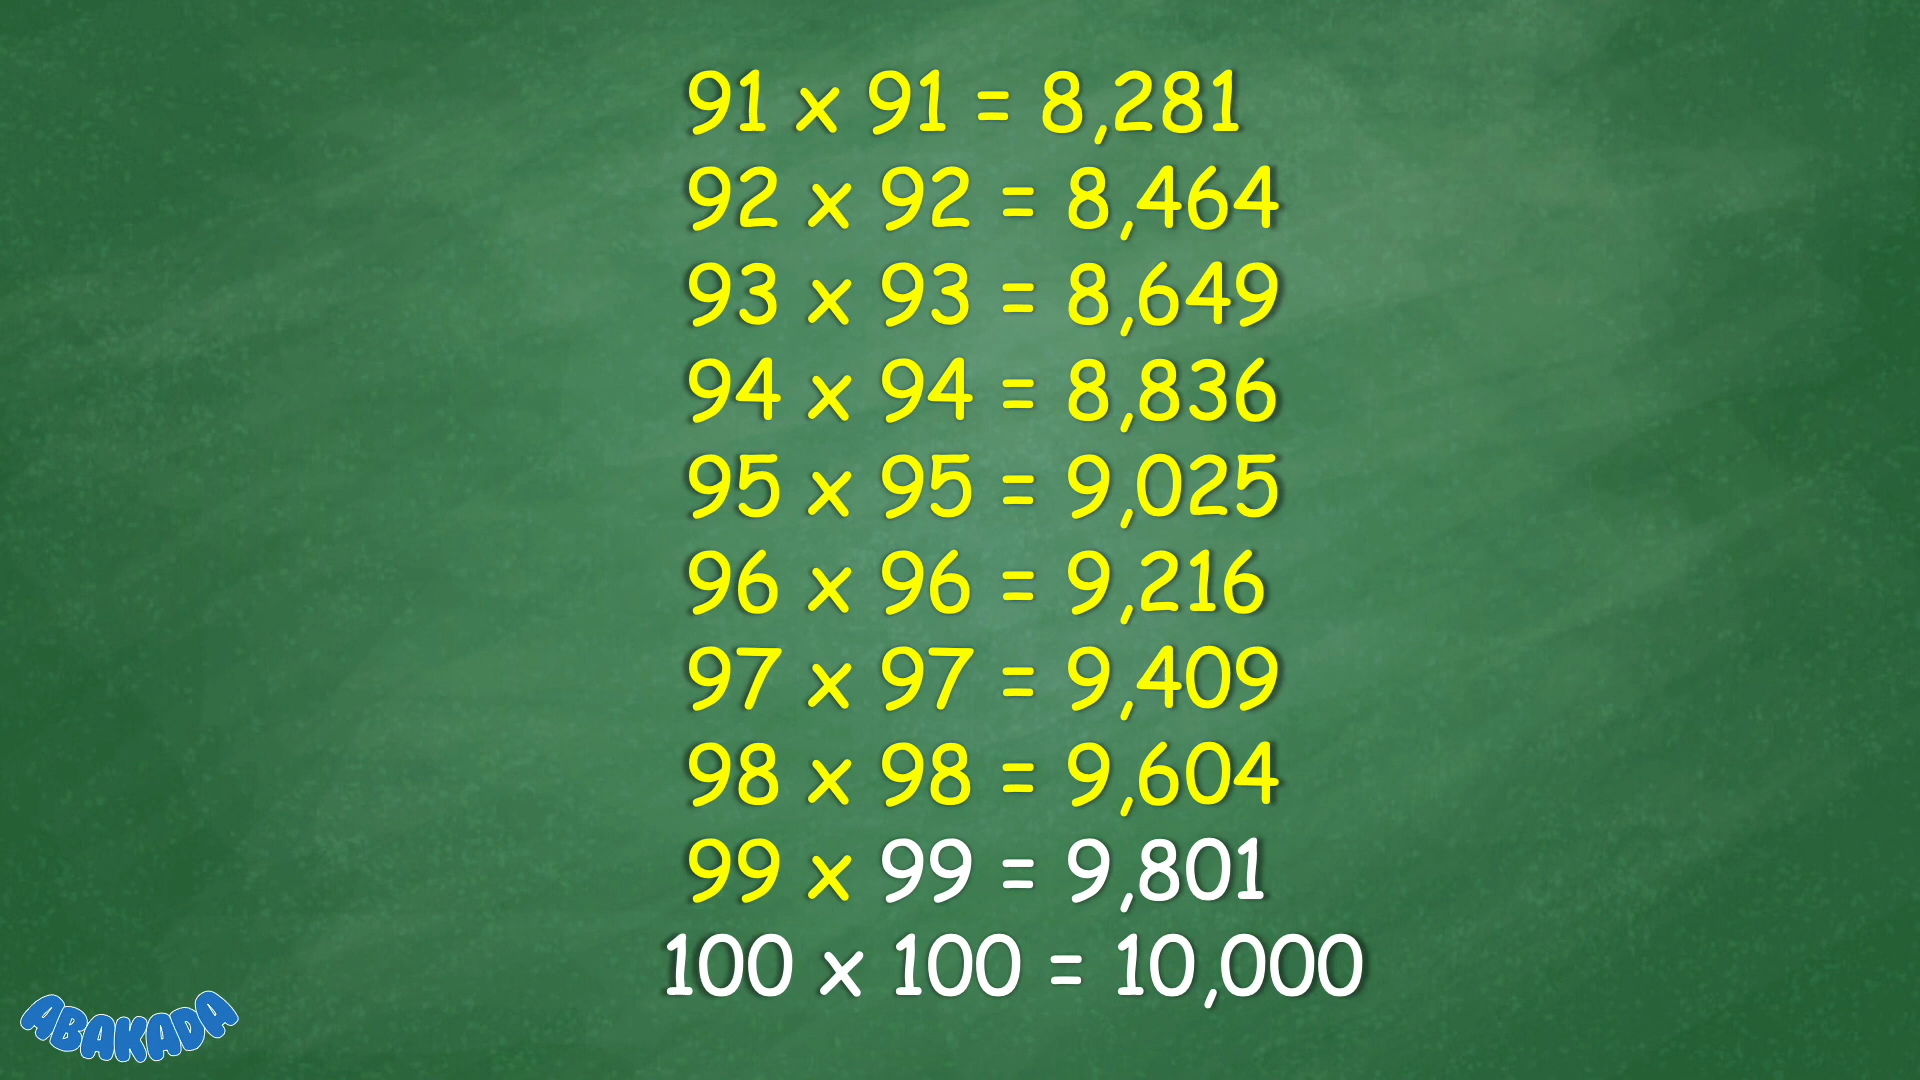 91 x 91 = 8,281
92 x 92 = 8,464
93 x 93 = 8,649
94 x 94 = 8,836
95 x 95 = 9,025
96 x 96 = 9,216
97 x 97 = 9,409
98 x 98 = 9,604
99 x 99 = 9,801
100 x 100 = 10,000
ABAKADA